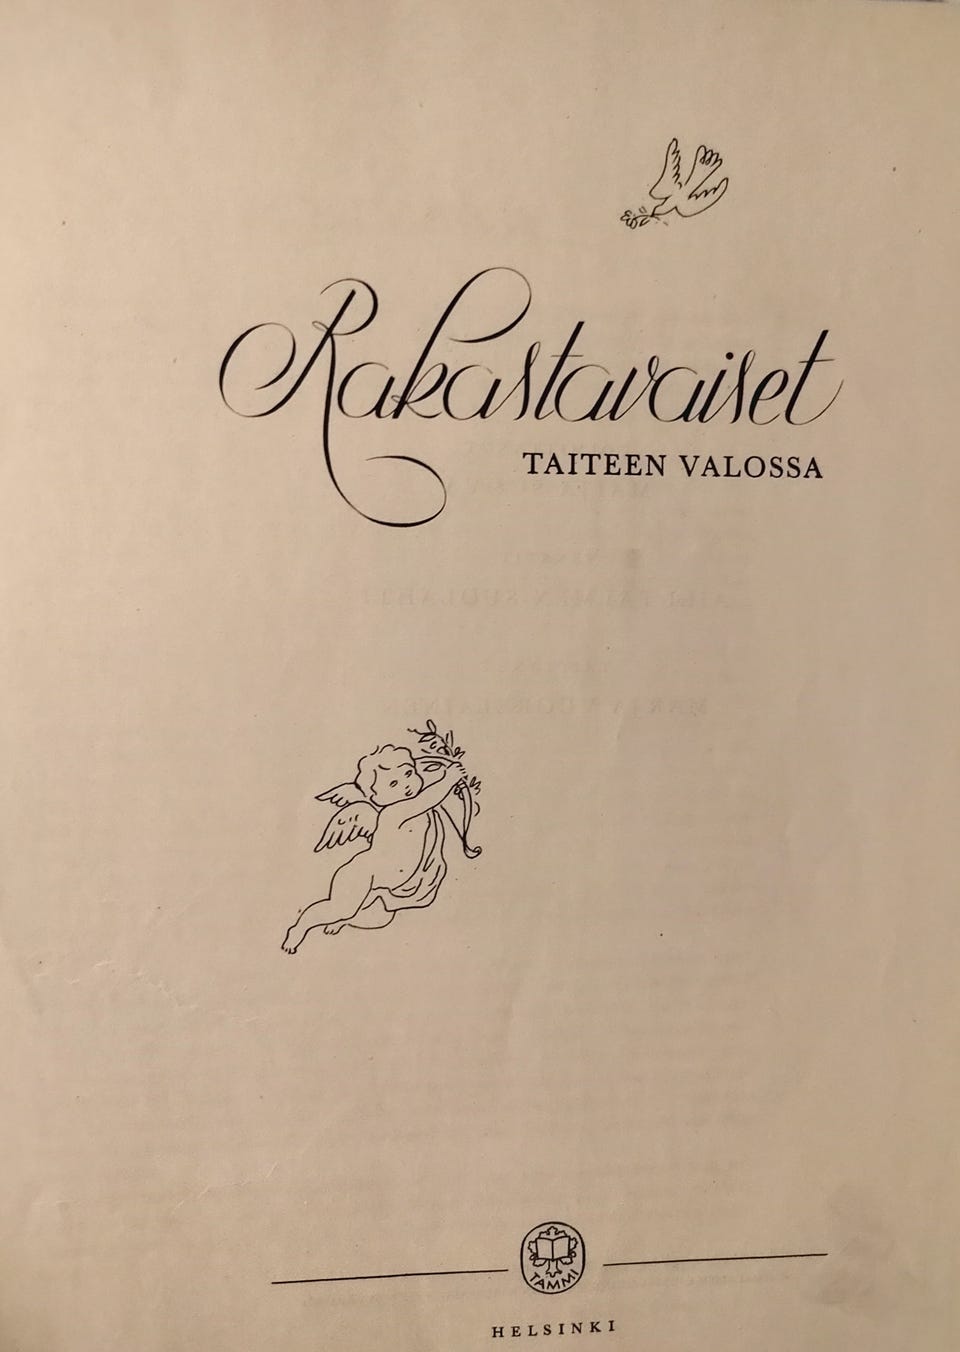 Rakastavaiset
TAITEEN VALOSSA
TAMMI
HELSINKI